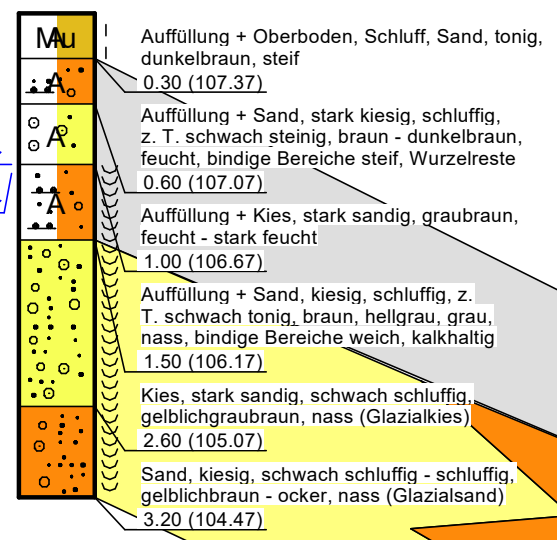 Mu
A
Auffüllung + Oberboden, Schluff, Sand, tonig,
dunkelbraun, steif
0.30 (107.37)
A
Auffüllung + Sand, stark kiesig, schluffig,
z. T. schwach steinig, braun - dunkelbraun,
feucht, bindige Bereiche steif, Wurzelreste
0.60 (107.07)
A
Auffüllung + Kies, stark sandig, graubraun,
feucht - stark feucht
1.00 (106.67)
A
Auffüllung + Sand, kiesig, schluffig, z.
T. schwach tonig, braun, hellgrau, grau,
nass, bindige Bereiche weich, kalkhaltig
1.50 (106.17)
Kies, stark sandig, schwach schluffig,
gelblichgraubraun, nass (Glazialkies)
2.60 (105.07)
Sand, kiesig, schwach schluffig - schluffig,
gelblichbraun - ocker, nass (Glazialsand)
3.20 (104.47)